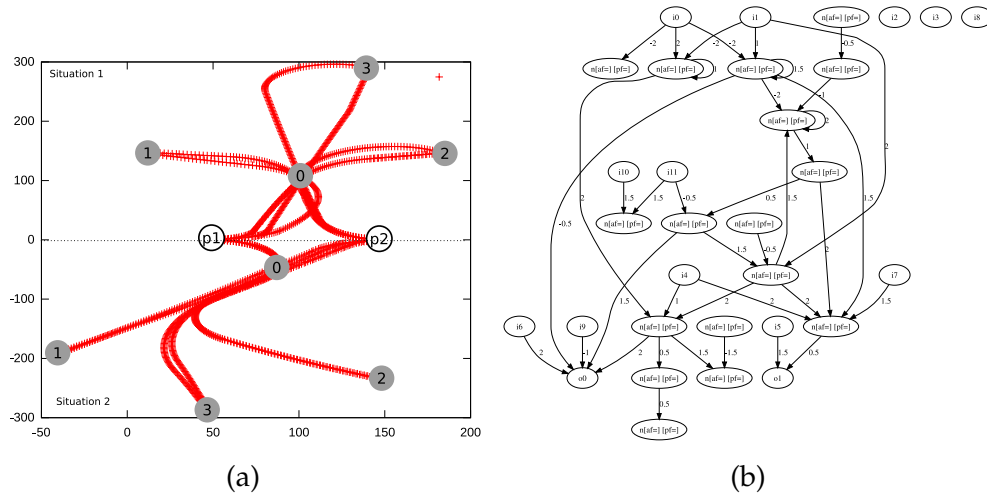 300
200
100
0
-100
-200
-300
-50
0
50
100
150
200
Situation 1
Situation 2
3
1
2
0
p1
p2
0
1
2
3
(a)
i0
i1
n[af=] [pf=]
i2
i3
i8
-2
2
-2
-2
1
-0.5
n[af=] [pf=]
n[af=] [pf=]
1
n[af=] [pf=]
1.5
n[af=] [pf=]
-2
-1
n[af=] [pf=]
2
2
1
i10
i11
n[af=] [pf=]
1.5
1.5
-0.5
0.5
2
1.5
1.5
-0.5
n[af=] [pf=]
n[af=] [pf=]
n[af=] [pf=]
1.5
-0.5
2
i4
n[af=] [pf=]
i7
1.5
1
2
2
1.5
i6
i9
n[af=] [pf=]
n[af=] [pf=]
i5
n[af=] [pf=]
2
-1
2
0.5
1.5
-1.5
1.5
0.5
o0
n[af=] [pf=]
n[af=] [pf=]
o1
0.5
n[af=] [pf=]
(b)